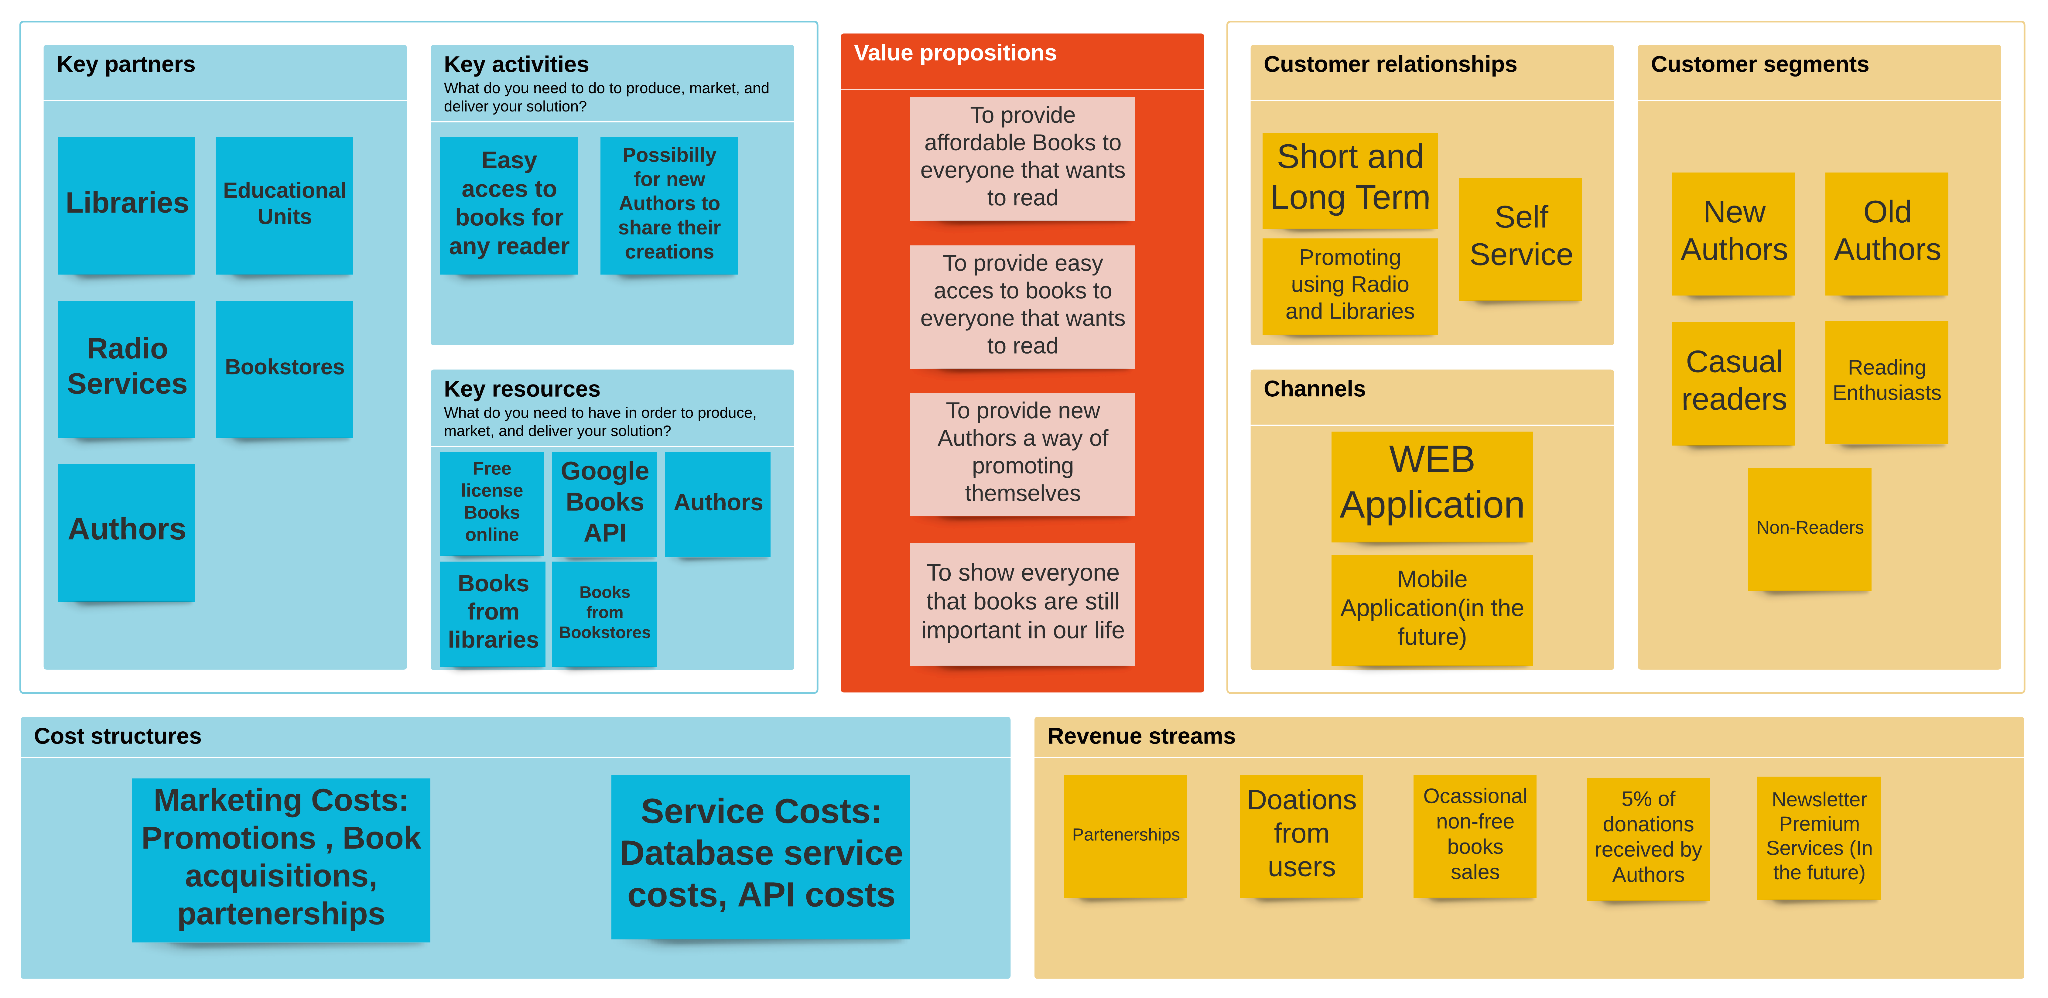 Key partners
Libraries
Educational
Units
Radio
Services
Bookstores
Authors
Key activities
What do you need to do to produce, market, and
deliver your solution?
Easy
acces to
books for
any reader
Possibilly
for new
Authors to
share their
creations
Key resources
What do you need to have in order to produce,
market, and deliver your solution?
Free
license
Books
online
Google
Books
API
Authors
Books
from
libraries
Books
from
Bookstores
Value propositions
To provide
affordable Books to
everyone that wants
to read
To provide easy
acces to books to
everyone that wants
to read
To provide new
Authors a way of
promoting
themselves
To show everyone
that books are still
important in our life
Customer relationships
Short and
Long Term
Self
Service
Promoting
using Radio
and Libraries
Channels
WEB
Application
Mobile
Application(in the
future)
Customer segments
New
Authors
Old
Authors
Casual
readers
Reading
Enthusiasts
Non-Readers
Cost structures
Marketing Costs:
Promotions , Book
acquisitions,
partenerships
Service Costs:
Database service
costs, API costs
Revenue streams
Partenerships
Doations
from
users
Ocassional
non-free
books
sales
5% of
donations
received by
Authors
Newsletter
Premium
Services (In
the future)